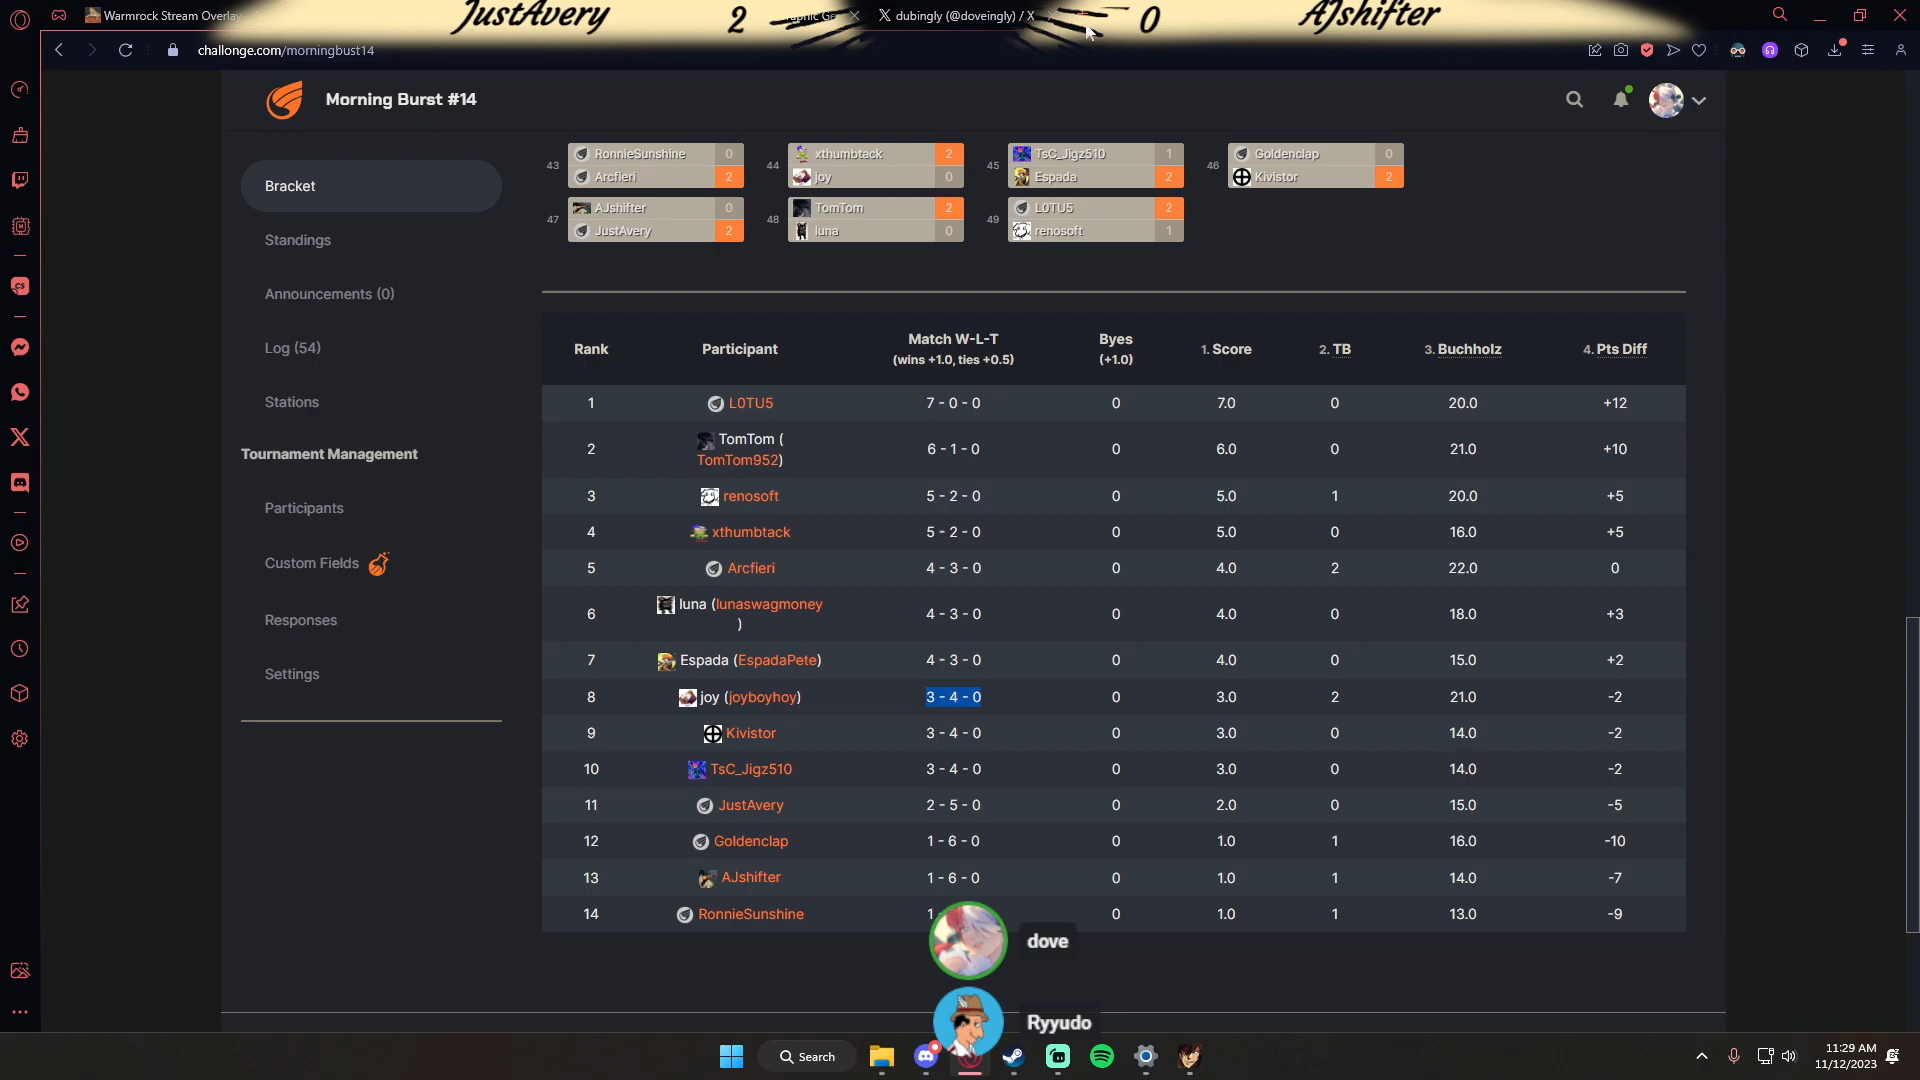 Warmrock Stream Overlay
JustAvery 2 0 AJshifter
dubingly (@doveingly) / X
challonge.com/morningbust14
Morning Burst #14
Bracket
Standings
Announcements (0)
Log (54)
Stations
Tournament Management
Participants
Custom Fields
Responses
Settings
43 RonnieSunshine 0
Arcfieri 2
44 xthumbtack 2
joy 0
45 TsC_Jigz510 1
Espada 2
46 Goldenclap 0
Kivistor 2
47 AJshifter 0
JustAvery 2
48 TomTom 2
luna 0
49 L0TU5 2
renosoft 1
Rank Participant Match W-L-T Byes 1. Score 2. TB 3. Buchholz 4. Pts Diff
(wins +1.0, ties +0.5) (+1.0)
1 L0TU5 7 - 0 - 0 0 7.0 0 20.0 +12
2 TomTom (
TomTom952) 6 - 1 - 0 0 6.0 0 21.0 +10
3 renosoft 5 - 2 - 0 0 5.0 1 20.0 +5
4 xthumbtack 5 - 2 - 0 0 5.0 0 16.0 +5
5 Arcfieri 4 - 3 - 0 0 4.0 2 22.0 0
6 luna (lunaswagmoney
) 4 - 3 - 0 0 4.0 0 18.0 +3
7 Espada (EspadaPete) 4 - 3 - 0 0 4.0 0 15.0 +2
8 joy (joyboyhoy) 3 - 4 - 0 0 3.0 2 21.0 -2
9 Kivistor 3 - 4 - 0 0 3.0 0 14.0 -2
10 TsC_Jigz510 3 - 4 - 0 0 3.0 0 14.0 -2
11 JustAvery 2 - 5 - 0 0 2.0 0 15.0 -5
12 Goldenclap 1 - 6 - 0 0 1.0 1 16.0 -10
13 AJshifter 1 - 6 - 0 0 1.0 1 14.0 -7
14 RonnieSunshine 1 0 1.0 1 13.0 -9
dove
Ryyudo
Search
11:29 AM
11/12/2023